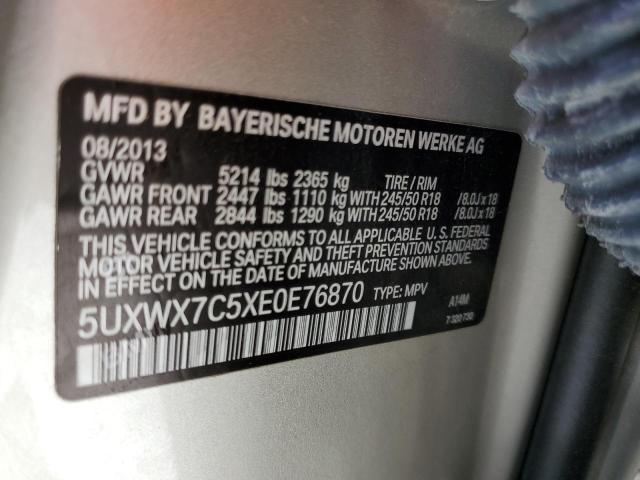 MFD BY BAYERISCHE MOTOREN WERKE AG
08/2013
GVWR 5214 lbs 2365 kg TIRE / RIM
GAWR FRONT 2447 lbs 1110 kg WITH 245/50 R18 /8.0J x 18
GAWR REAR 2844 lbs 1290 kg WITH 245/50 R18 /8.0J x 18
THIS VEHICLE CONFORMS TO ALL APPLICABLE U. S. FEDERAL
MOTOR VEHICLE SAFETY AND THEFT PREVENTION STANDARDS
IN EFFECT ON THE DATE OF MANUFACTURE SHOWN ABOVE.
5UXWX7C5XE0E76870 TYPE: MPV A14M
7 320 730